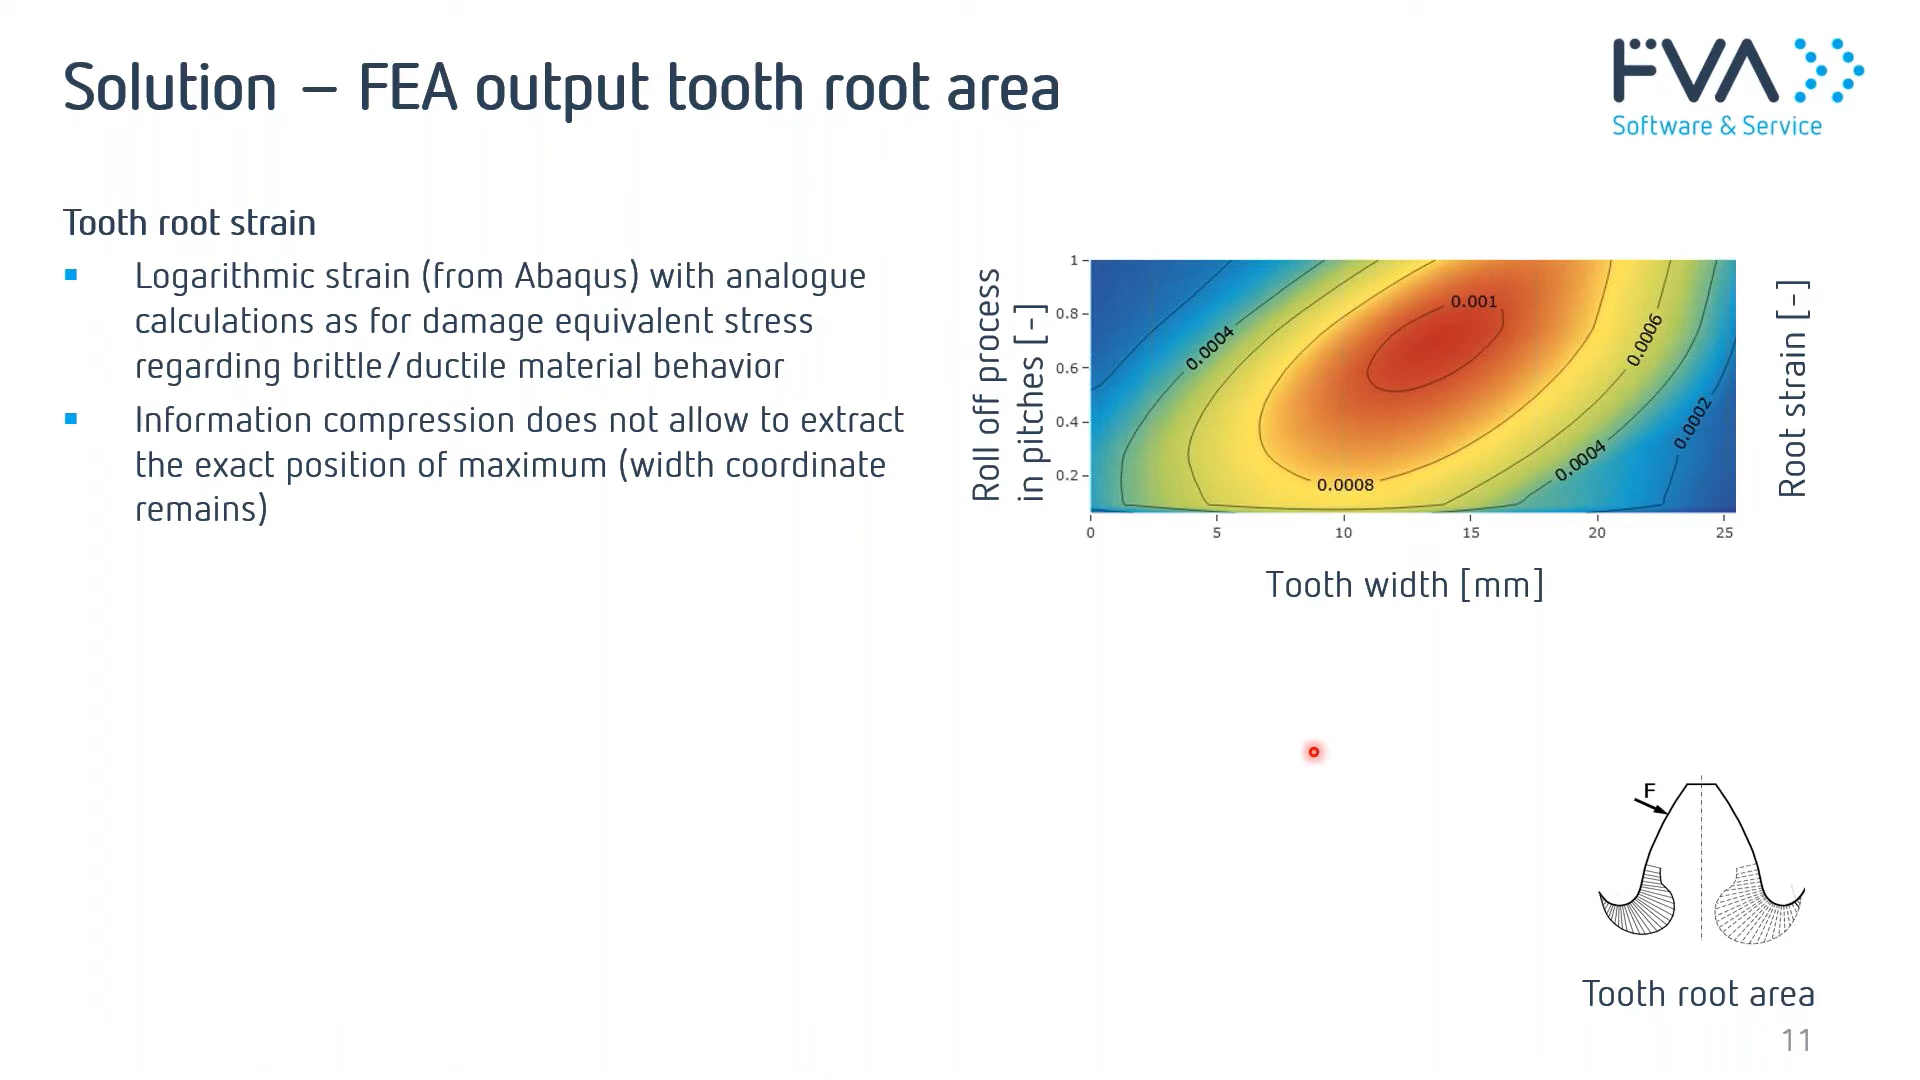 Solution – FEA output tooth root area
FVA
Software & Service
Tooth root strain
Logarithmic strain (from Abaqus) with analogue
calculations as for damage equivalent stress
regarding brittle/ductile material behavior
Information compression does not allow to extract
the exact position of maximum (width coordinate
remains)
Roll off process
in pitches [-]
1
0.8
0.6
0.4
0.2
0.001
0.0004
0.0006
0.0002
0.0004
0.0008
0 5 10 15 20 25
Tooth width [mm]
Root strain [-]
F
Tooth root area
11